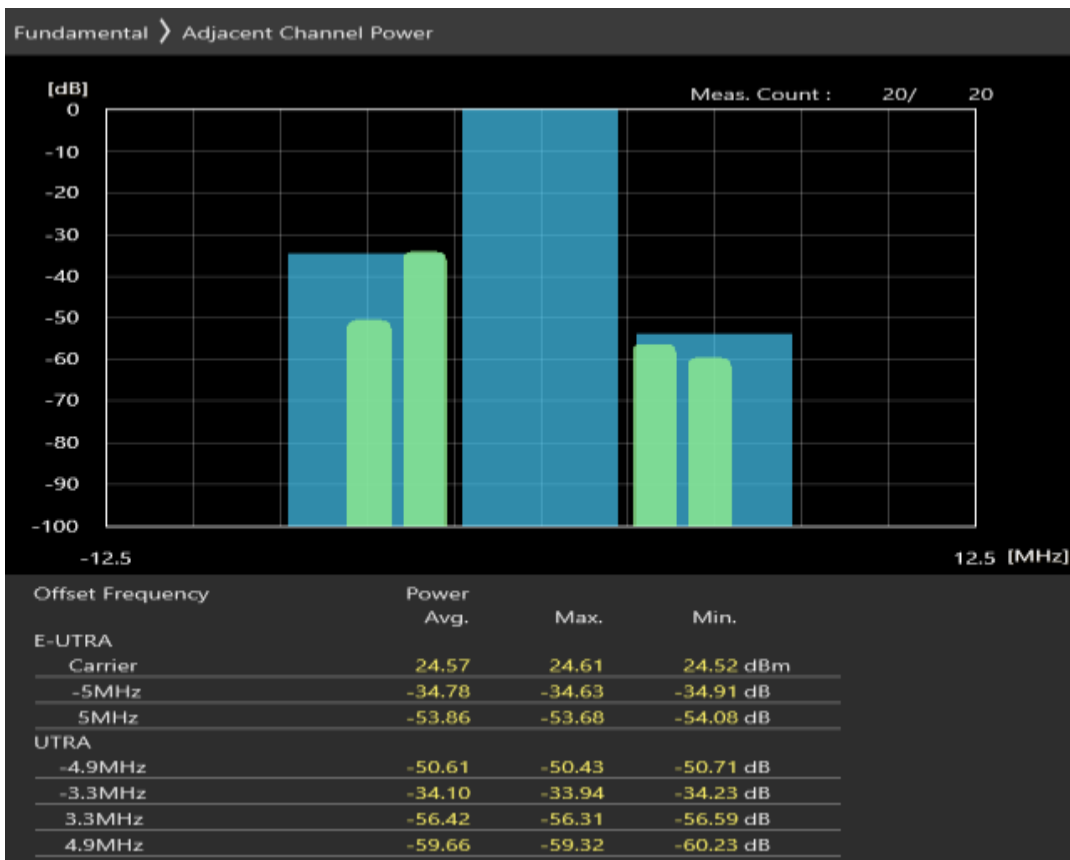 Fundamental 〉 Adjacent Channel Power
[dB]
Meas. Count : 20/ 20
0
-10
-20
-30
-40
-50
-60
-70
-80
-90
-100
-12.5 12.5 [MHz]
Offset Frequency Power
Avg. Max. Min.
E-UTRA
Carrier 24.57 24.61 24.52 dBm
-5MHz -34.78 -34.63 -34.91 dB
5MHz -53.86 -53.68 -54.08 dB
UTRA
-4.9MHz -50.61 -50.43 -50.71 dB
-3.3MHz -34.10 -33.94 -34.23 dB
3.3MHz -56.42 -56.31 -56.59 dB
4.9MHz -59.66 -59.32 -60.23 dB